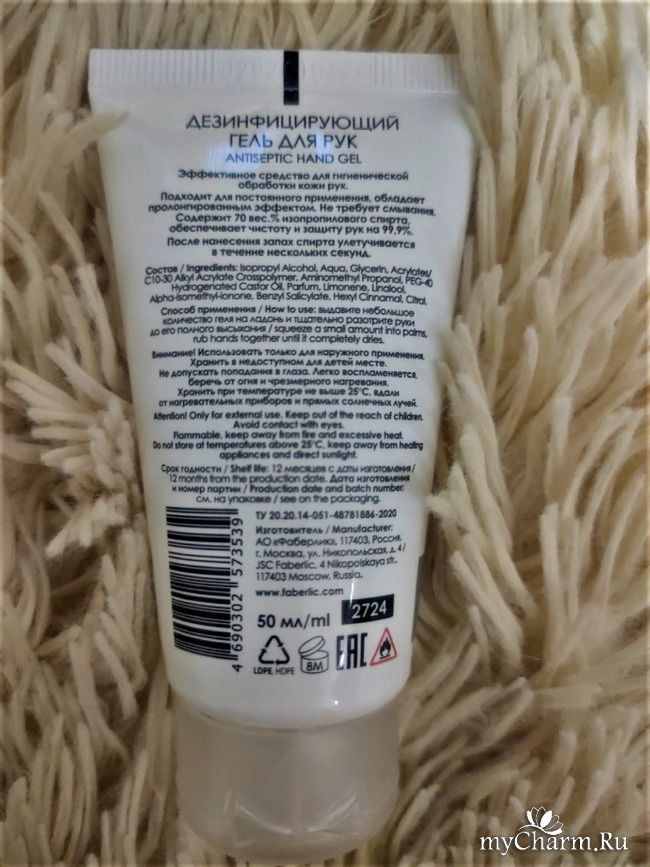 ДЕЗИНФИЦИРУЮЩИЙ
ГЕЛЬ ДЛЯ РУК
ANTISEPTIC HAND GEL
Эффективное средство для гигиенической
обработки кожи рук.
Подходит для постоянного применения, обладает
пролонгированным эффектом. Не требует смывания.
Содержит 70 вес.% изопропилового спирта,
обеспечивает чистоту и защиту рук на 99,9%.
После нанесения запах спирта улетучивается
в течение нескольких секунд.
Состав / Ingredients: Isopropyl Alcohol, Aqua, Glycerin, Acrylates/
C10-30 Alkyl Acrylate Crosspolymer, Aminomethyl Propanol, PEG-40
Hydrogenated Castor Oil, Parfum, Limonene, Linalool,
Alpha-Isomethyl-ionone, Benzyl Salicylate, Hexyl Cinnamal, Citral.
Способ применения / How to use: выдавите небольшое
количество геля на ладонь и тщательно разотрите руки
до его полного высыхания / squeeze a small amount into palms,
rub hands together until it completely dries.
Внимание! Использовать только для наружного применения.
Хранить в недоступном для детей месте.
Не допускать попадания в глаза. Легко воспламеняется,
беречь от огня и чрезмерного нагревания.
Хранить при температуре не выше 25°C, вдали
от нагревательных приборов и прямых солнечных лучей.
Attention! Only for external use. Keep out of the reach of children.
Avoid contact with eyes.
Flammable, keep away from fire and excessive heat.
Do not store at temperatures above 25°C, keep away from heating
appliances and direct sunlight.
Срок годности / Shelf life: 12 месяцев с даты изготовления /
12 months from the production date. Дата изготовления
и номер партии / Production date and batch number:
см. на упаковке / see on the packaging.
ТУ 20.20.14-051-48781886-2020
Изготовитель / Manufacturer:
АО «Фаберлик», 117403, Россия,
г. Москва, ул. Никопольская, д. 4 /
JSC Faberlic, 4 Nikopolskaya str.,
117403 Moscow, Russia.
www.faberlic.com
50 мл/ml 2724
4 690302 573539
LDPE, HDPE 8M EAC
myCharm.Ru